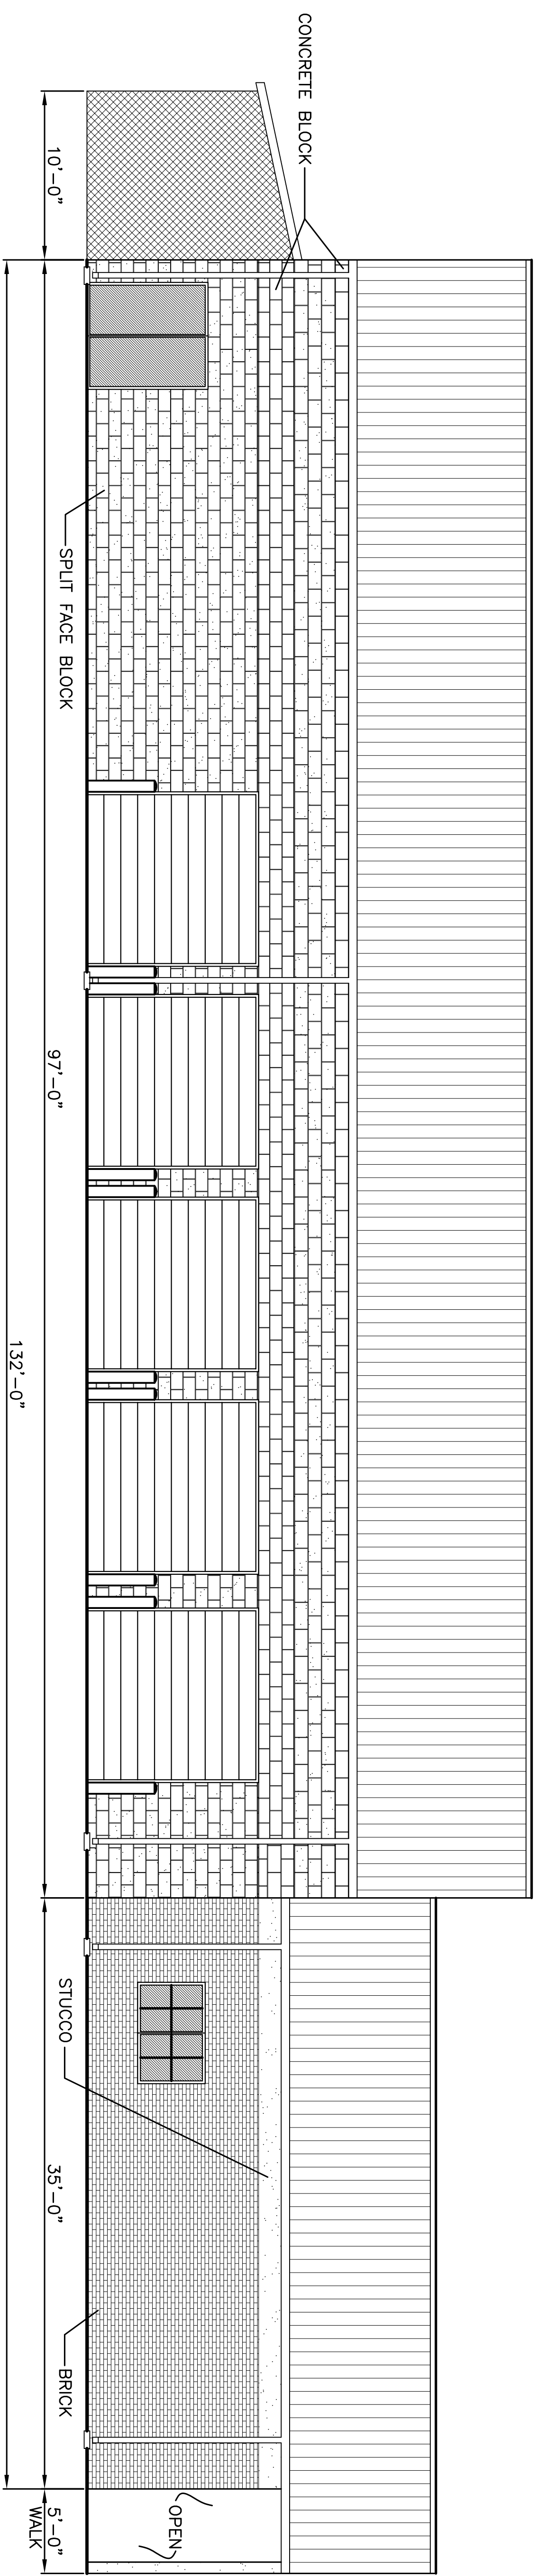 CONCRETE BLOCK
SPLIT FACE BLOCK
STUCCO
BRICK
OPEN
10'-0"
97'-0"
35'-0"
5'-0"
WALK
132'-0"